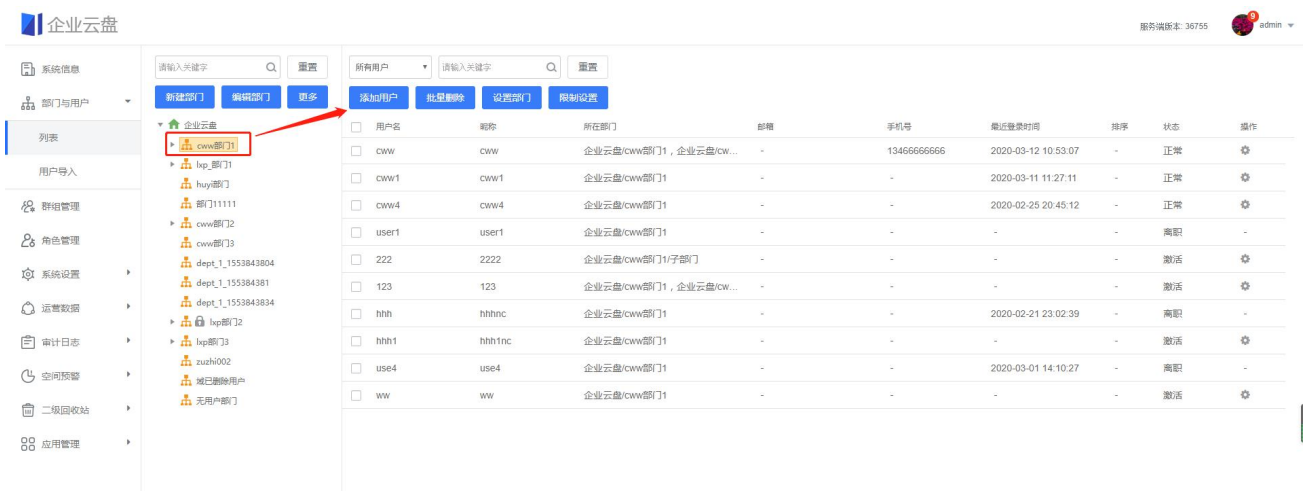 企业云盘
服务端版本: 36755
9
admin
系统信息
部门与用户
列表
用户导入
群组管理
角色管理
系统设置
运营数据
审计日志
空间预警
二级回收站
应用管理
请输入关键字 重置
新建部门 编辑部门 更多
企业云盘
cww部门1
lxp_部门1
huyi部门
部门11111
cww部门2
cww部门3
dept_1_1553843804
dept_1_155384381
dept_1_1553843834
lxp部门2
lxp部门3
zuzhi002
域已删除用户
无用户部门
所有用户 请输入关键字 重置
添加用户 批量删除 设置部门 限制设置
用户名 昵称 所在部门 邮箱 手机号 最近登录时间 排序 状态 操作
cww cww 企业云盘/cww部门1，企业云盘/cw... - 13466666666 2020-03-12 10:53:07 - 正常
cww1 cww1 企业云盘/cww部门1 - - 2020-03-11 11:27:11 - 正常
cww4 cww4 企业云盘/cww部门1 - - 2020-02-25 20:45:12 - 正常
user1 user1 企业云盘/cww部门1 - - - - 离职 -
222 2222 企业云盘/cww部门1/子部门 - - - - 激活
123 123 企业云盘/cww部门1，企业云盘/cw... - - - - 激活
hhh hhhnc 企业云盘/cww部门1 - - 2020-02-21 23:02:39 - 离职 -
hhh1 hhh1nc 企业云盘/cww部门1 - - - - 激活
use4 use4 企业云盘/cww部门1 - - 2020-03-01 14:10:27 - 离职 -
ww ww 企业云盘/cww部门1 - - - - 激活